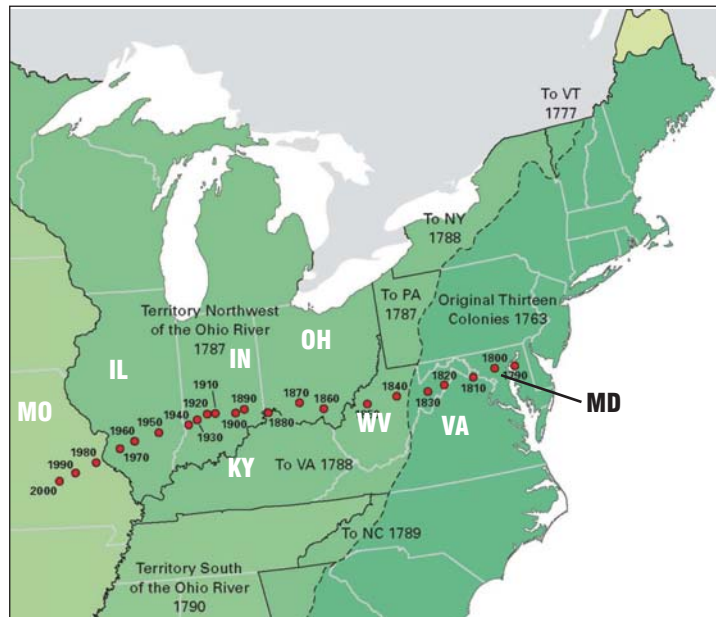 To VT
1777
To NY
1788
To PA
1787
Original Thirteen
Colonies 1763
Territory Northwest
of the Ohio River
1787
OH
IN
IL
MO
1800
1790
1910
1840
1820
1810
1890
1870
1860
1920
1940
1950
1830
MD
1960
1900
1880
WV
VA
1930
1970
1980
KY
To VA 1788
1990
2000
To NC 1789
Territory South
of the Ohio River
1790